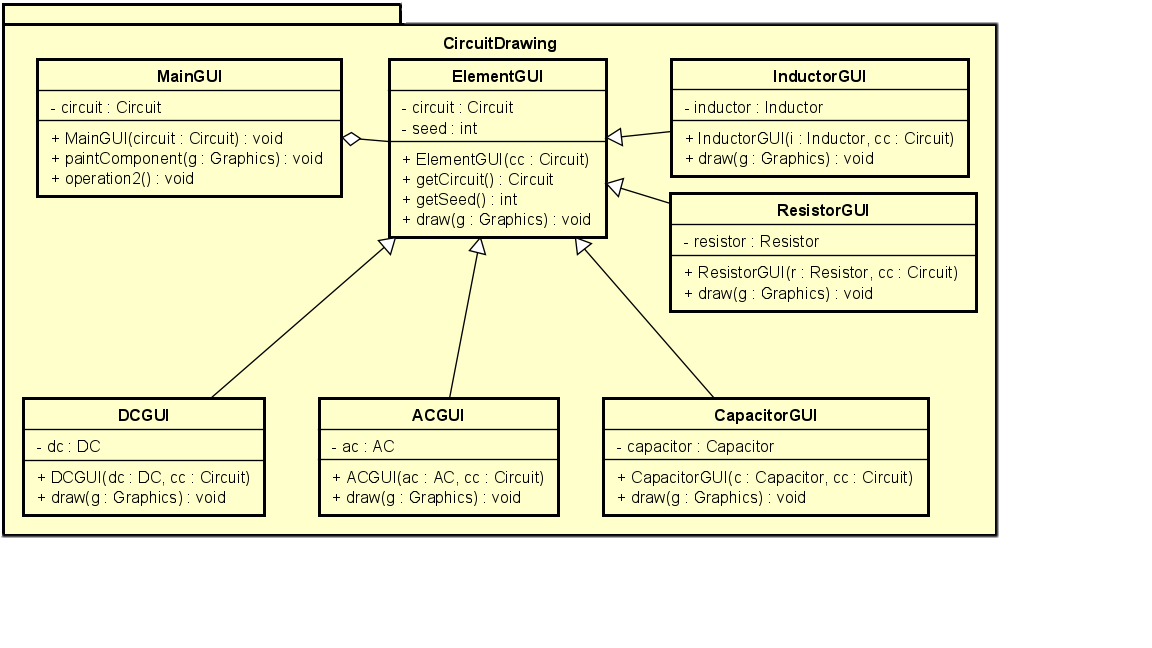 CircuitDrawing
MainGUI
- circuit : Circuit
+ MainGUI(circuit : Circuit) : void
+ paintComponent(g : Graphics) : void
+ operation2() : void
ElementGUI
- circuit : Circuit
- seed : int
+ ElementGUI(cc : Circuit)
+ getCircuit() : Circuit
+ getSeed() : int
+ draw(g : Graphics) : void
InductorGUI
- inductor : Inductor
+ InductorGUI(i : Inductor, cc : Circuit)
+ draw(g : Graphics) : void
ResistorGUI
- resistor : Resistor
+ ResistorGUI(r : Resistor, cc : Circuit)
+ draw(g : Graphics) : void
DCGUI
- dc : DC
+ DCGUI(dc : DC, cc : Circuit)
+ draw(g : Graphics) : void
ACGUI
- ac : AC
+ ACGUI(ac : AC, cc : Circuit)
+ draw(g : Graphics) : void
CapacitorGUI
- capacitor : Capacitor
+ CapacitorGUI(c : Capacitor, cc : Circuit)
+ draw(g : Graphics) : void